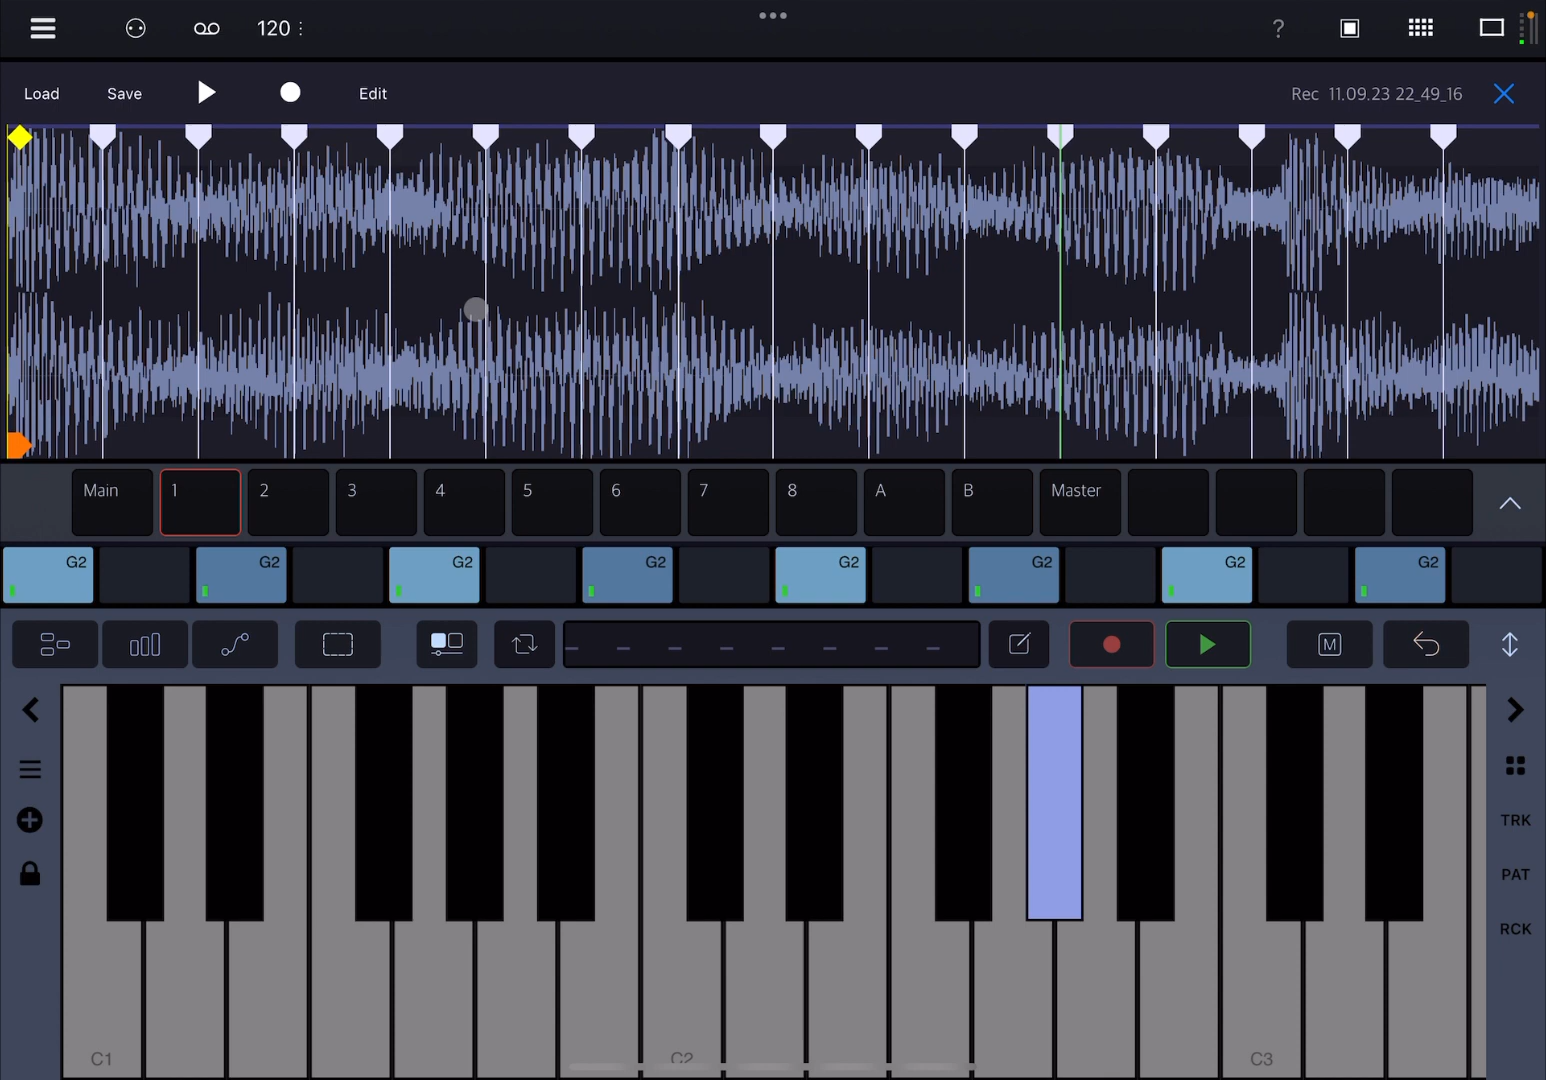 120
?
Load Save Edit Rec 11.09.23 22_49_16
Main 1 2 3 4 5 6 7 8 A B Master
G2 G2 G2 G2 G2 G2 G2 G2
M
TRK
PAT
RCK
C1 C2 C3